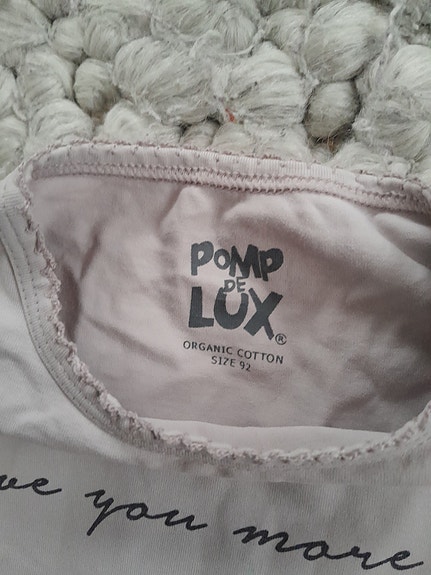 POMP
DE
LUX®
ORGANIC COTTON
SIZE 92
you more